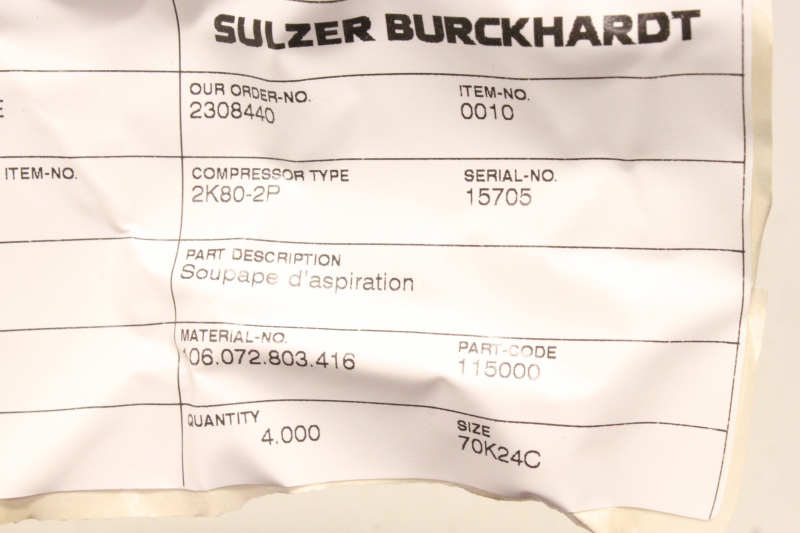 SULZER BURCKHARDT
OUR ORDER-NO. ITEM-NO.
2308440 0010
ITEM-NO. COMPRESSOR TYPE SERIAL-NO.
2K80-2P 15705
PART DESCRIPTION
Soupape d'aspiration
MATERIAL-NO. PART-CODE
106.072.803.416 115000
QUANTITY SIZE
4.000 70K24C